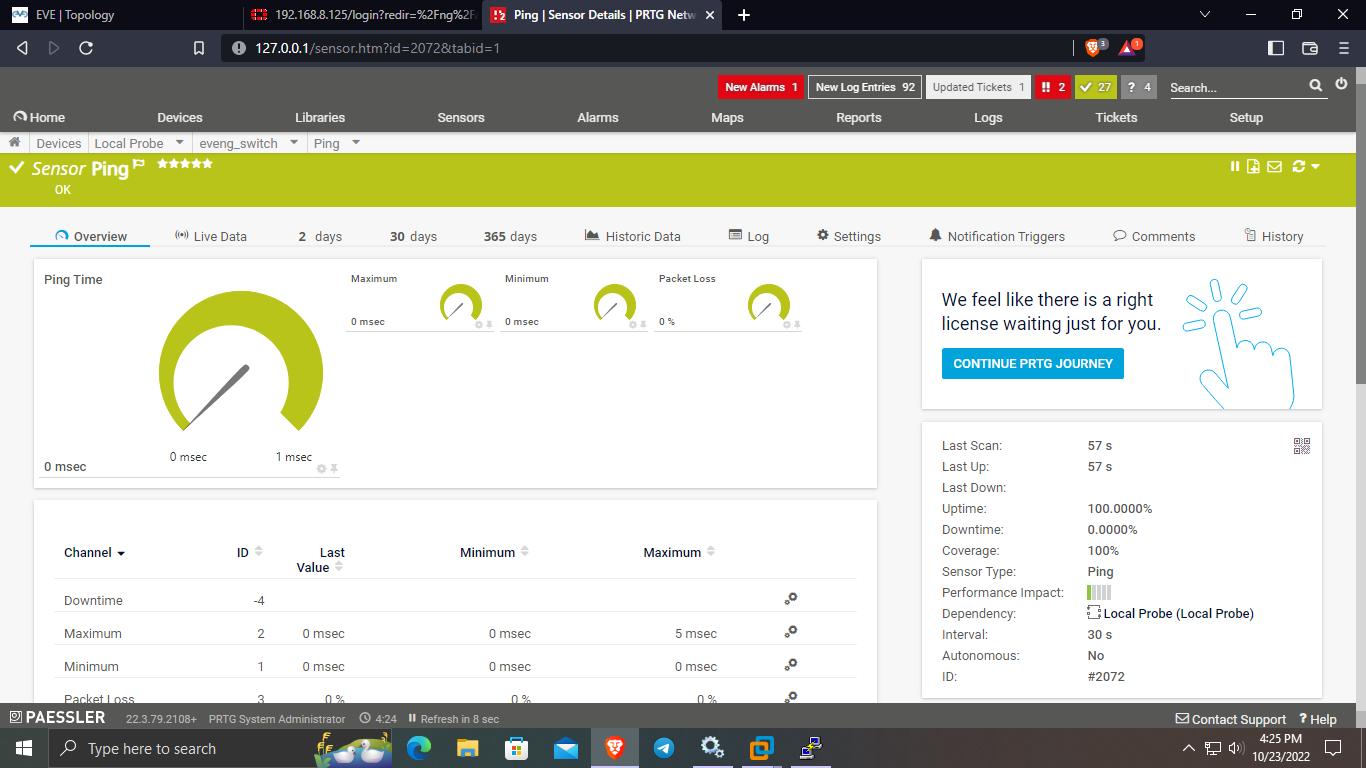 EVE | Topology
192.168.8.125/login?redir=%2Fng%2F
Ping | Sensor Details | PRTG Netw
127.0.0.1/sensor.htm?id=2072&tabid=1
3
1
New Alarms 1
New Log Entries 92
Updated Tickets 1
2
27
? 4
Search...
Home
Devices
Libraries
Sensors
Alarms
Maps
Reports
Logs
Tickets
Setup
Devices
Local Probe
eveng_switch
Ping
Sensor Ping
OK
Overview
Live Data
2 days
30 days
365 days
Historic Data
Log
Settings
Notification Triggers
Comments
History
Ping Time
0 msec
1 msec
0 msec
Maximum
0 msec
Minimum
0 msec
Packet Loss
0 %
We feel like there is a right
license waiting just for you.
CONTINUE PRTG JOURNEY
Channel ID Last Value Minimum Maximum
Downtime -4
Maximum 2 0 msec 0 msec 5 msec
Minimum 1 0 msec 0 msec 0 msec
Packet Loss 3 0 % 0 % 0 %
Last Scan: 57 s
Last Up: 57 s
Last Down:
Uptime: 100.0000%
Downtime: 0.0000%
Coverage: 100%
Sensor Type: Ping
Performance Impact:
Dependency: Local Probe (Local Probe)
Interval: 30 s
Autonomous: No
ID: #2072
PAESSLER 22.3.79.2108+ PRTG System Administrator 4:24 Refresh in 8 sec
Contact Support ? Help
Type here to search
4:25 PM
10/23/2022